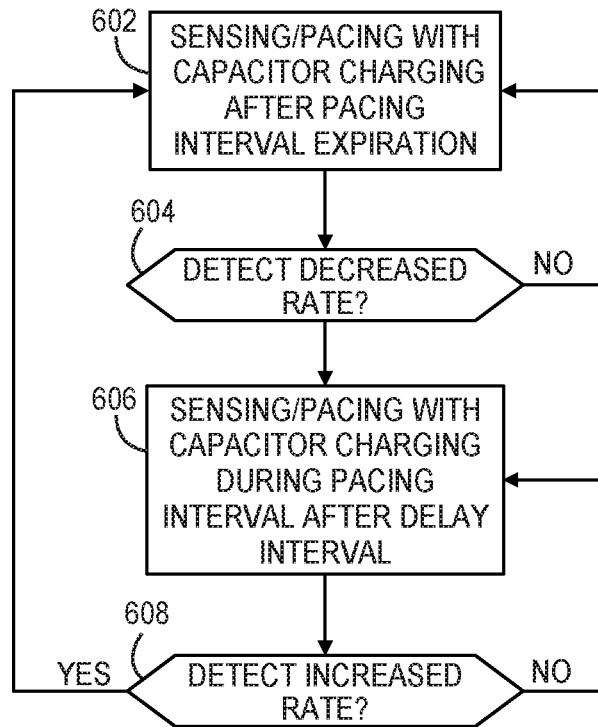 602
SENSING/PACING WITH
CAPACITOR CHARGING
AFTER PACING
INTERVAL EXPIRATION
604
DETECT DECREASED
RATE?
NO
606
SENSING/PACING WITH
CAPACITOR CHARGING
DURING PACING
INTERVAL AFTER DELAY
INTERVAL
608
YES
DETECT INCREASED
RATE?
NO